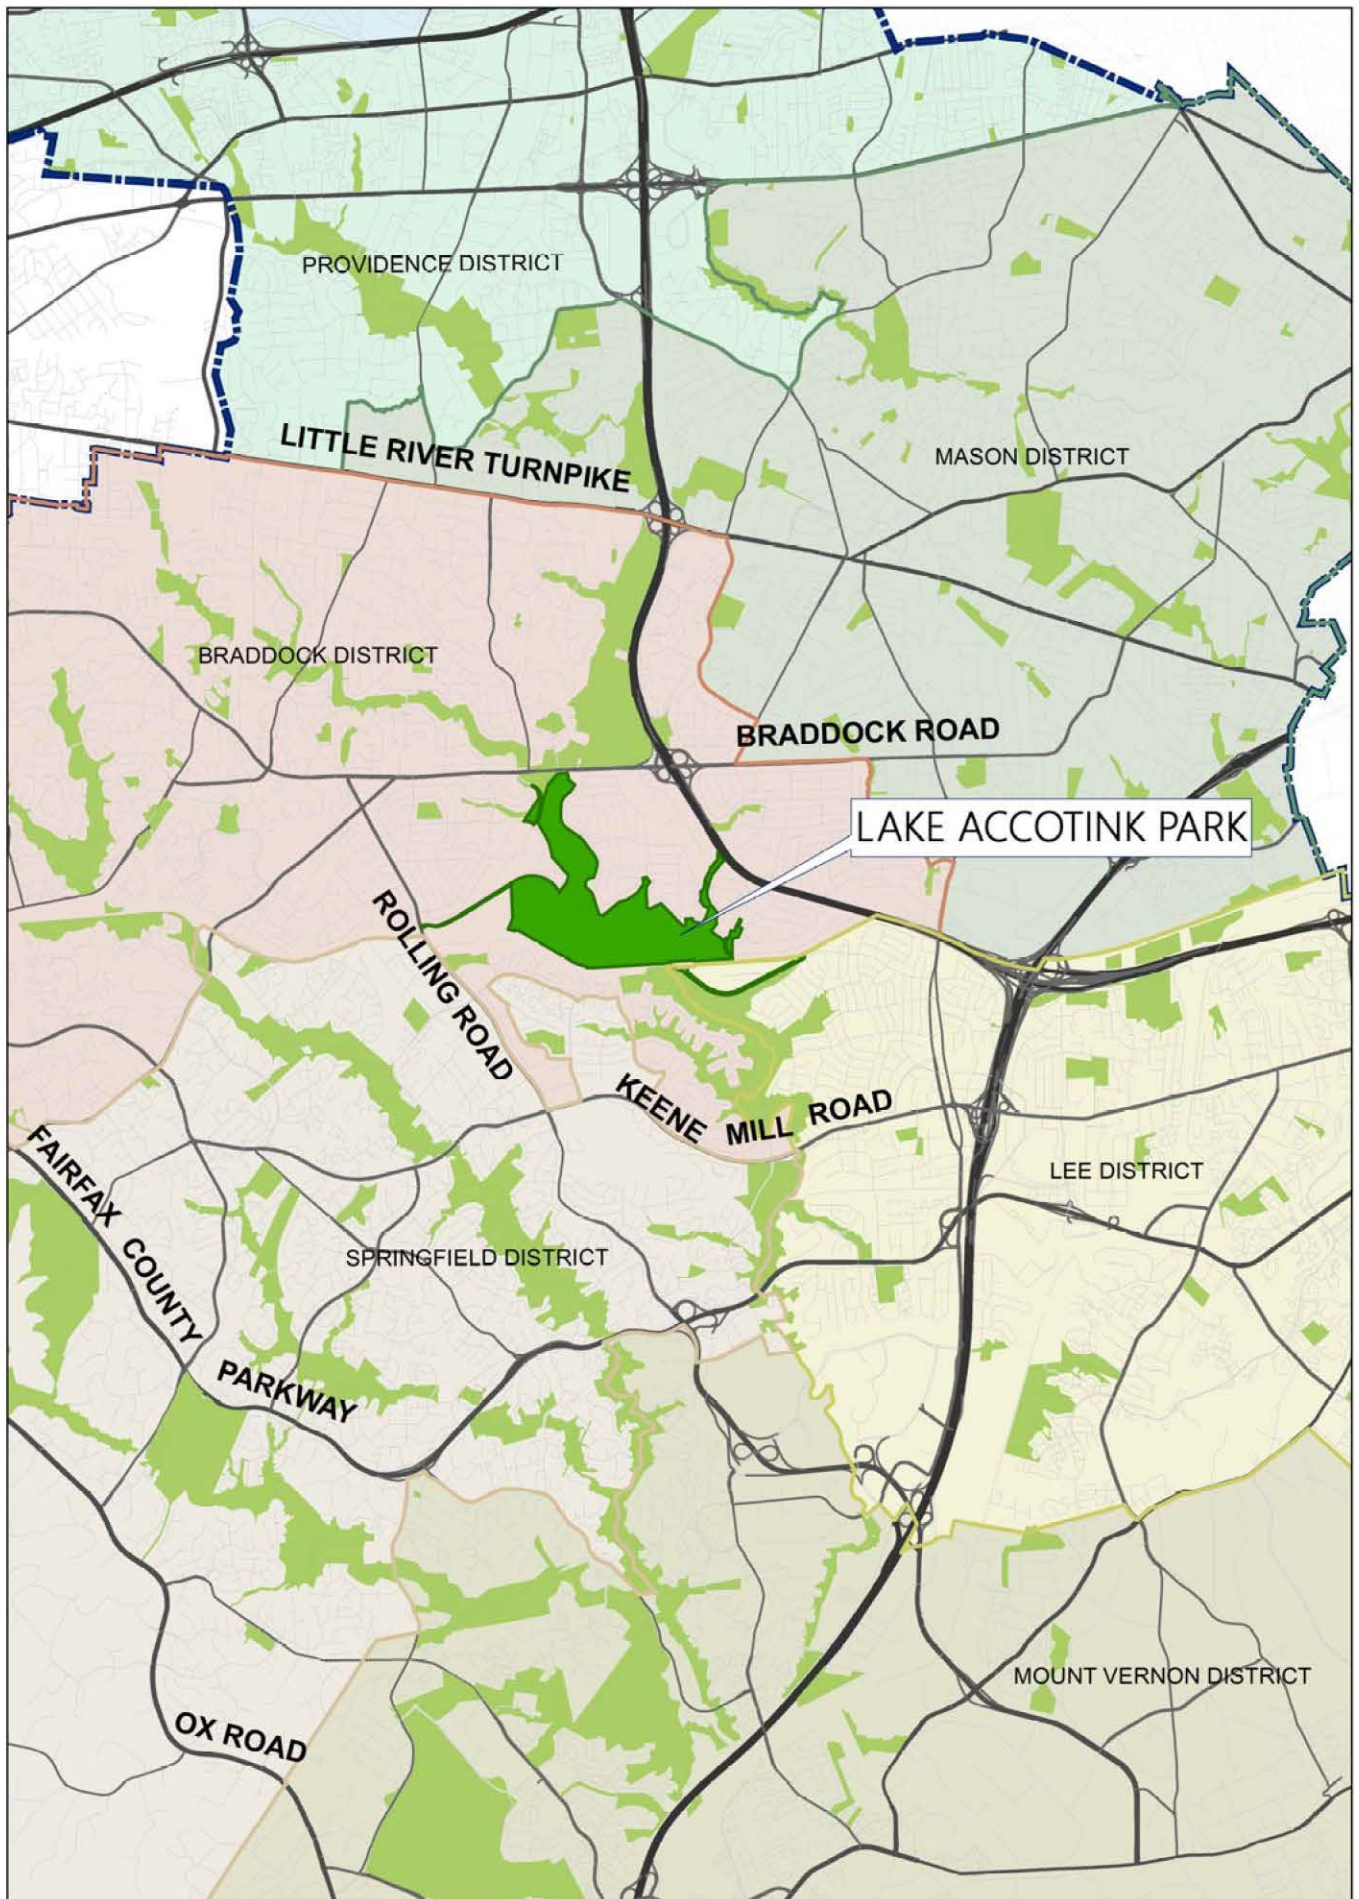 PROVIDENCE DISTRICT
LITTLE RIVER TURNPIKE
MASON DISTRICT
BRADDOCK DISTRICT
BRADDOCK ROAD
LAKE ACCOTINK PARK
ROLLING ROAD
KEENE MILL ROAD
FAIRFAX COUNTY PARKWAY
LEE DISTRICT
SPRINGFIELD DISTRICT
MOUNT VERNON DISTRICT
OX ROAD